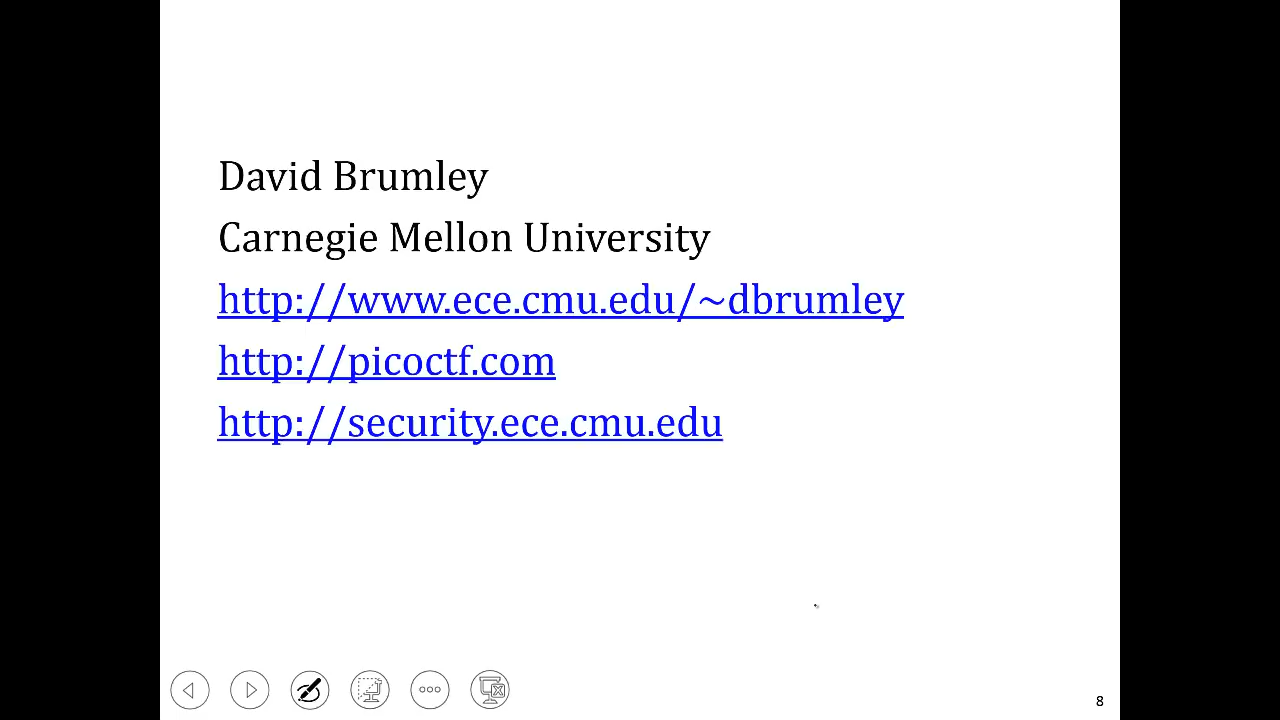 David Brumley
Carnegie Mellon University
http://www.ece.cmu.edu/~dbrumley
http://picoctf.com
http://security.ece.cmu.edu
8